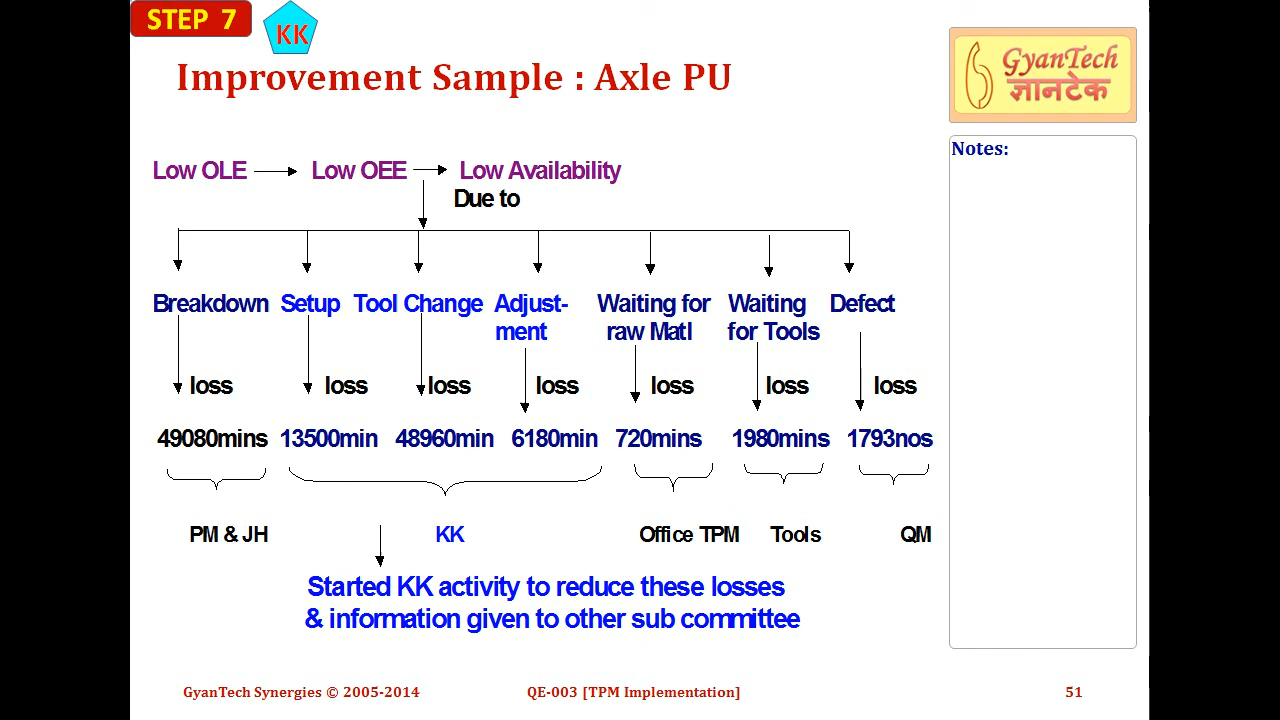 STEP 7
KK
Improvement Sample : Axle PU
GyanTech
ज्ञानटेक
Notes:
Low OLE Low OEE Low Availability
Due to
Breakdown Setup Tool Change Adjust- Waiting for Waiting Defect
ment raw Matl for Tools
loss loss loss loss loss loss loss
49080mins 13500min 48960min 6180min 720mins 1980mins 1793nos
PM & JH KK Office TPM Tools QM
Started KK activity to reduce these losses
& information given to other sub committee
GyanTech Synergies © 2005-2014 QE-003 [TPM Implementation] 51